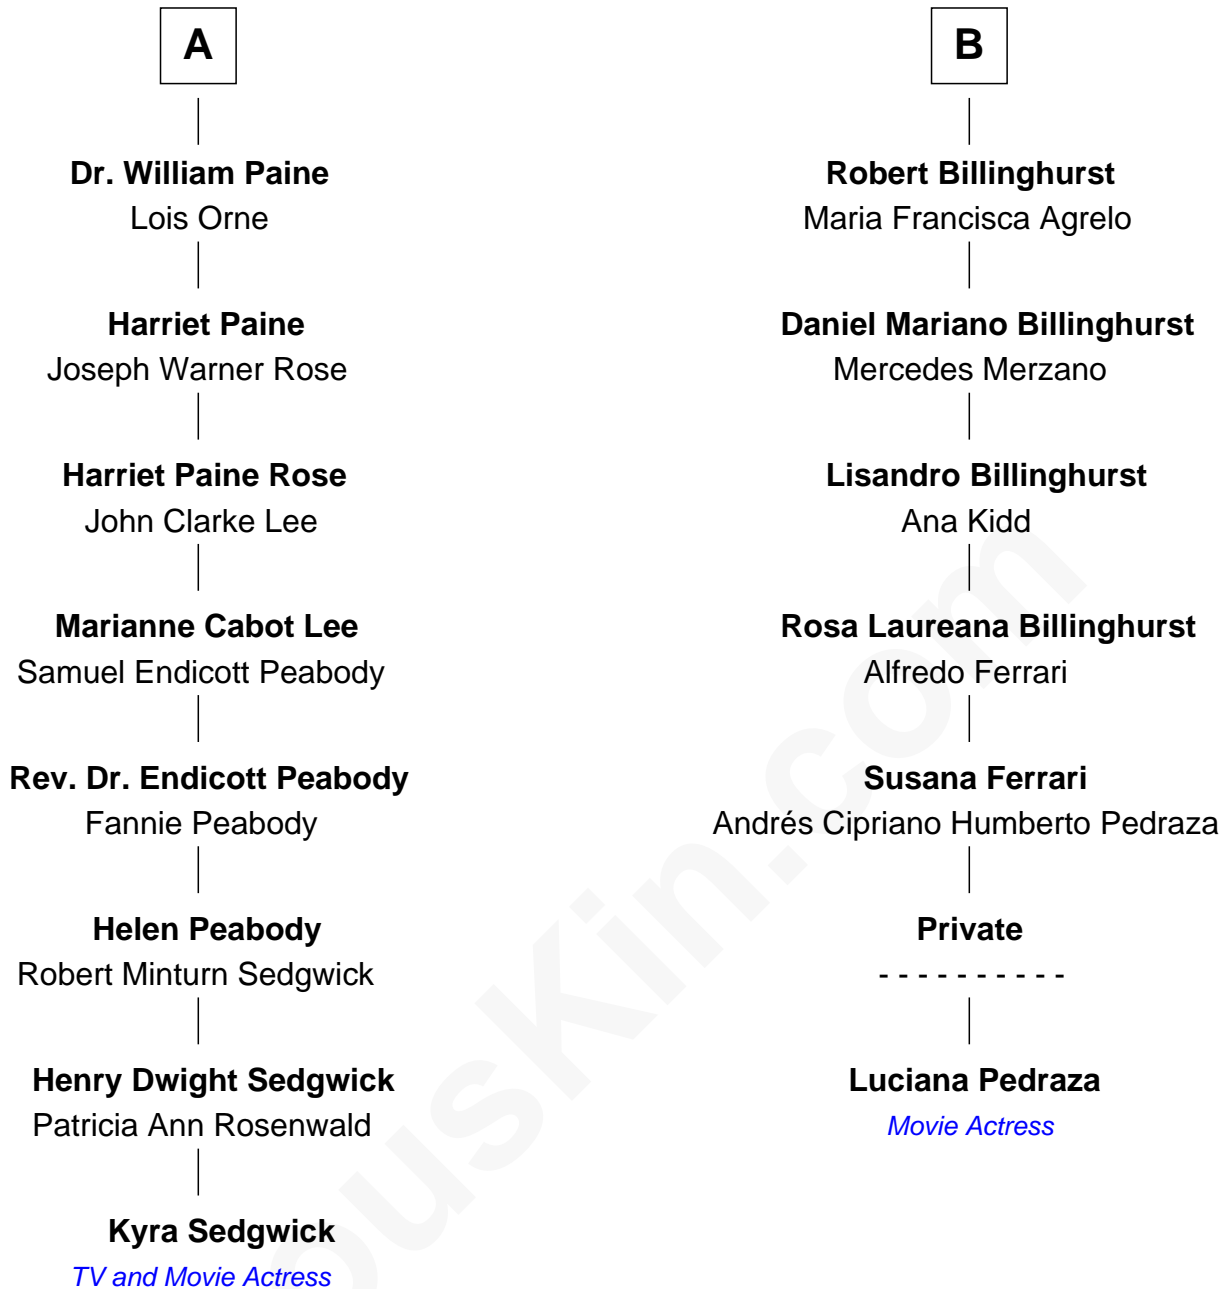 A
Dr. William Paine
Lois Orne
Harriet Paine
Joseph Warner Rose
Harriet Paine Rose
John Clarke Lee
Marianne Cabot Lee
Samuel Endicott Peabody
Rev. Dr. Endicott Peabody
Fannie Peabody
Helen Peabody
Robert Minturn Sedgwick
Henry Dwight Sedgwick
Patricia Ann Rosenwald
Kyra Sedgwick
TV and Movie Actress
B
Robert Billinghurst
Maria Francisca Agrelo
Daniel Mariano Billinghurst
Mercedes Merzano
Lisandro Billinghurst
Ana Kidd
Rosa Laureana Billinghurst
Alfredo Ferrari
Susana Ferrari
Andrés Cipriano Humberto Pedraza
Private
- - - - - - - - - -
Luciana Pedraza
Movie Actress
ousKin.com